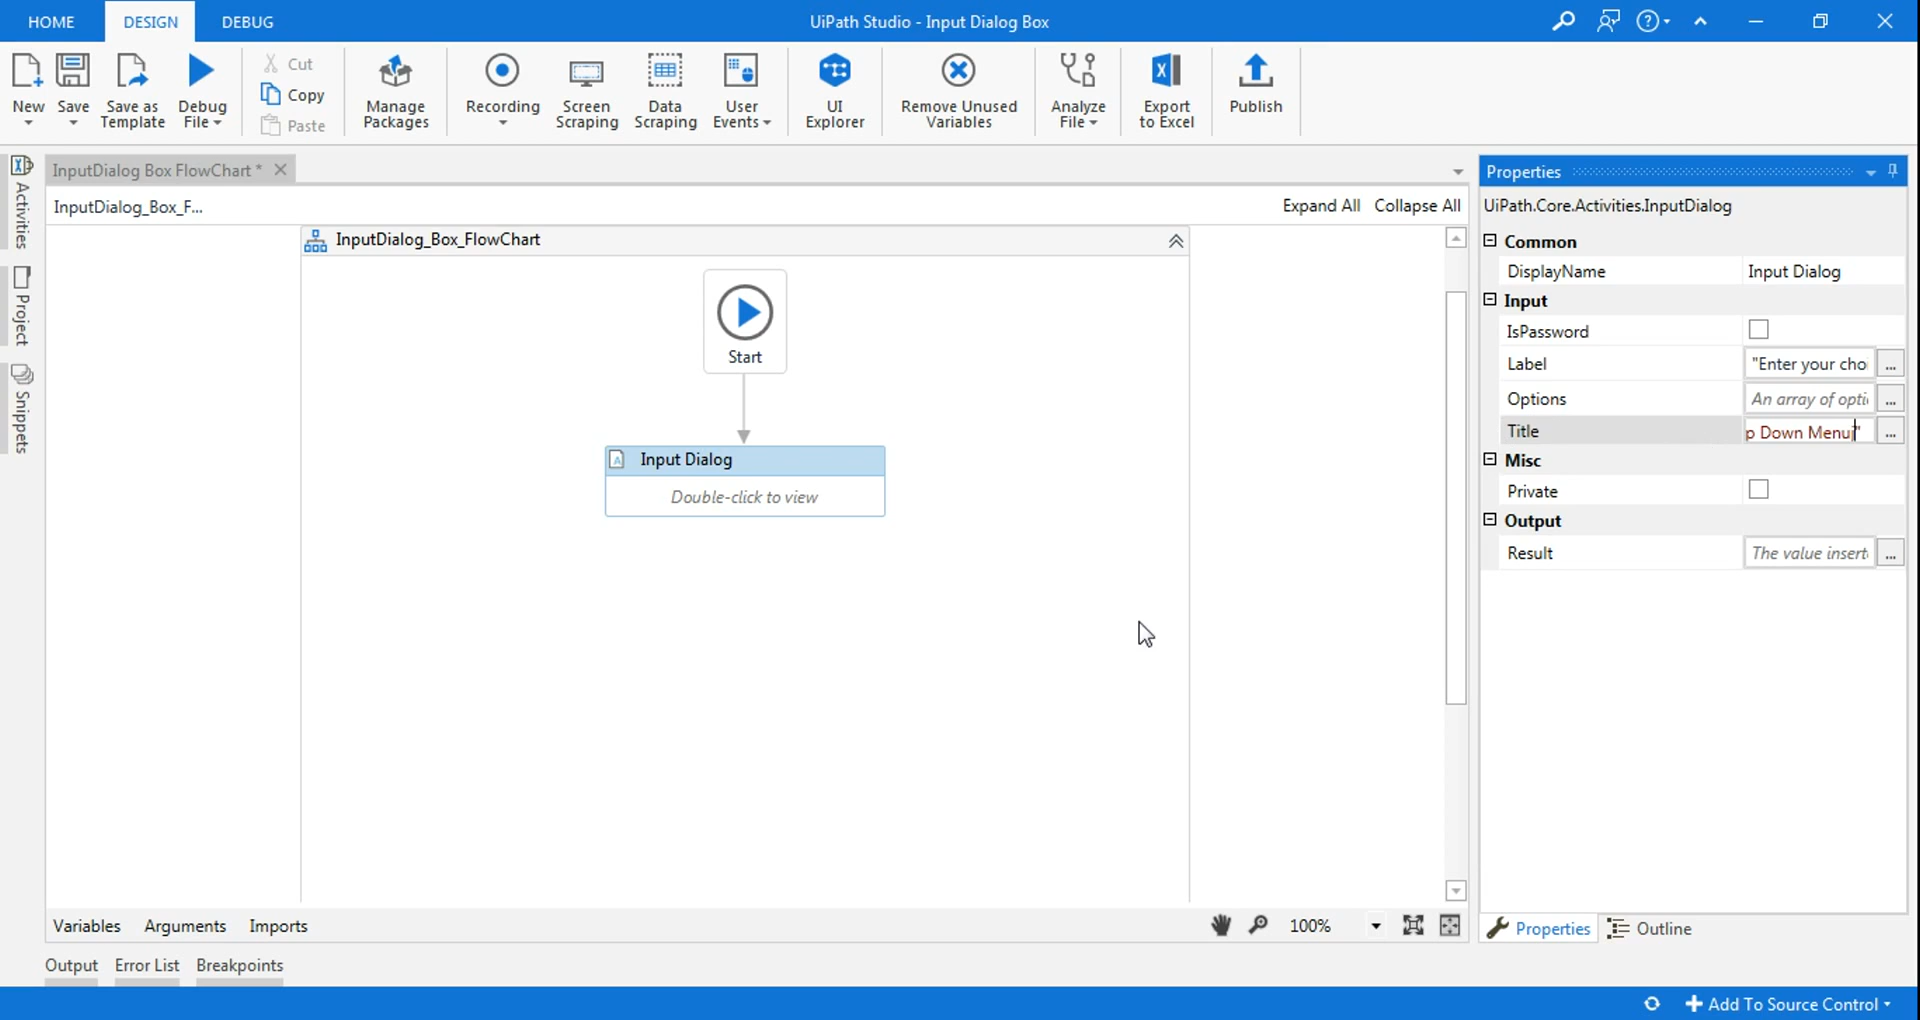 HOME DESIGN DEBUG UiPath Studio - Input Dialog Box
New Save Save as Template Debug File Cut Copy Paste Manage Packages Recording Screen Scraping Data Scraping User Events UI Explorer Remove Unused Variables Analyze File Export to Excel Publish
Activities
Project
Snippets
InputDialog Box FlowChart *
InputDialog_Box_F... Expand All Collapse All
InputDialog_Box_FlowChart
Start
Input Dialog
Double-click to view
Variables Arguments Imports 100%
Output Error List Breakpoints
Properties
UiPath.Core.Activities.InputDialog
Common
DisplayName Input Dialog
Input
IsPassword
Label "Enter your cho ...
Options An array of opti ...
Title p Down Menu" ...
Misc
Private
Output
Result The value insert ...
Properties Outline
Add To Source Control